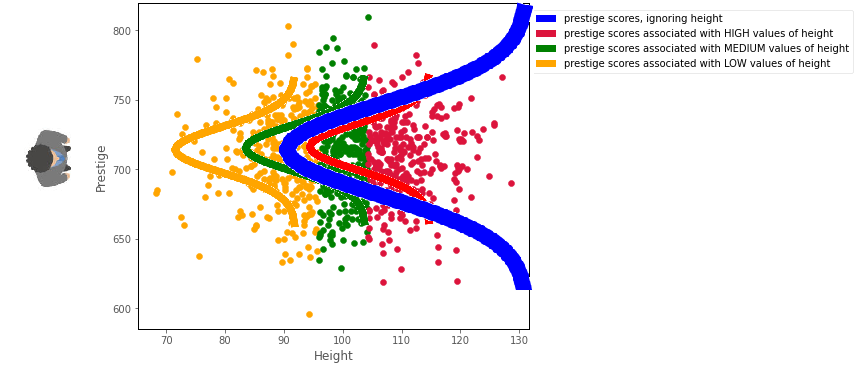 800
750
700
650
600
Prestige
70
80
90
100
110
120
130
Height
prestige scores, ignoring height
prestige scores associated with HIGH values of height
prestige scores associated with MEDIUM values of height
prestige scores associated with LOW values of height